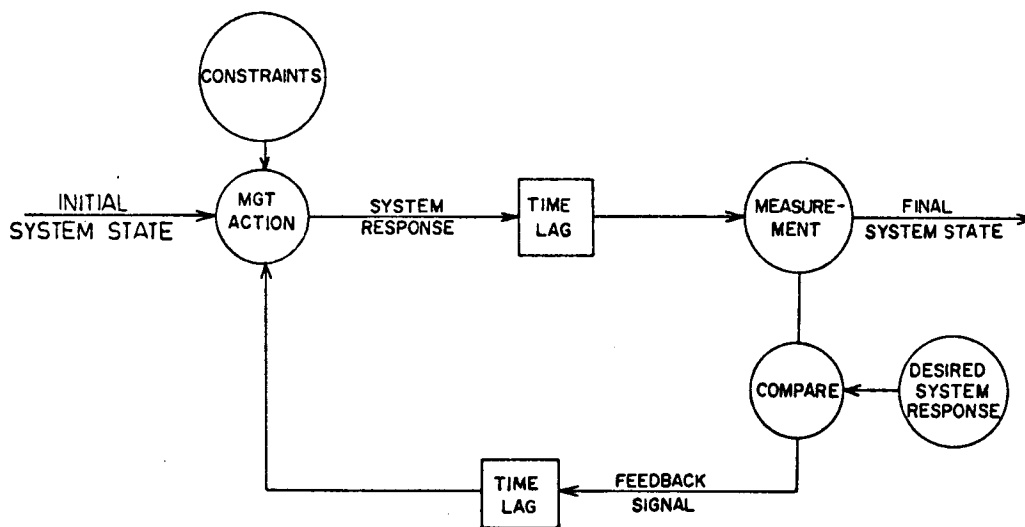 CONSTRAINTS
INITIAL
SYSTEM STATE
MGT
ACTION
SYSTEM
RESPONSE
TIME
LAG
MEASURE-
MENT
FINAL
SYSTEM STATE
COMPARE
DESIRED
SYSTEM
RESPONSE
TIME
LAG
FEEDBACK
SIGNAL